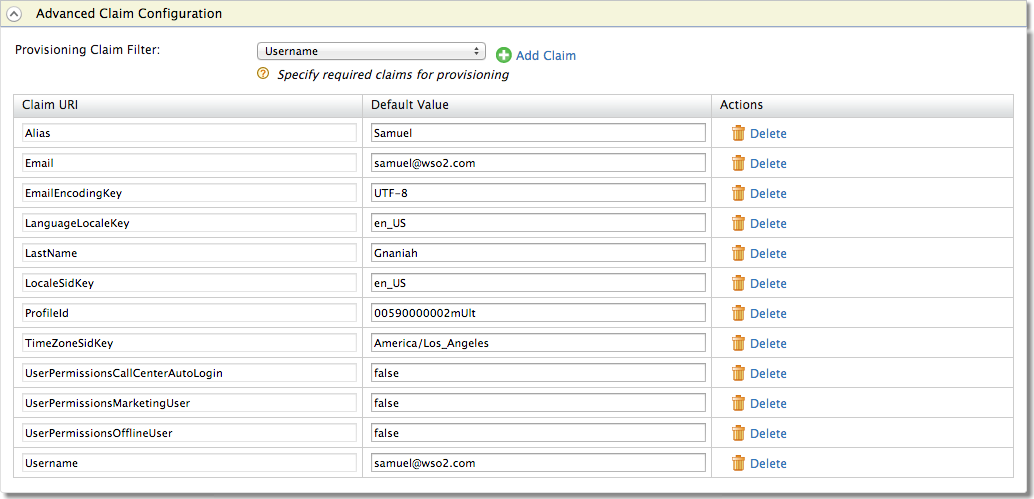 Advanced Claim Configuration
Provisioning Claim Filter: Username Add Claim
Specify required claims for provisioning
Claim URI Default Value Actions
Alias Samuel Delete
Email samuel@wso2.com Delete
EmailEncodingKey UTF-8 Delete
LanguageLocaleKey en_US Delete
LastName Gnaniah Delete
LocaleSidKey en_US Delete
ProfileId 00590000002mUlt Delete
TimeZoneSidKey America/Los_Angeles Delete
UserPermissionsCallCenterAutoLogin false Delete
UserPermissionsMarketingUser false Delete
UserPermissionsOfflineUser false Delete
Username samuel@wso2.com Delete